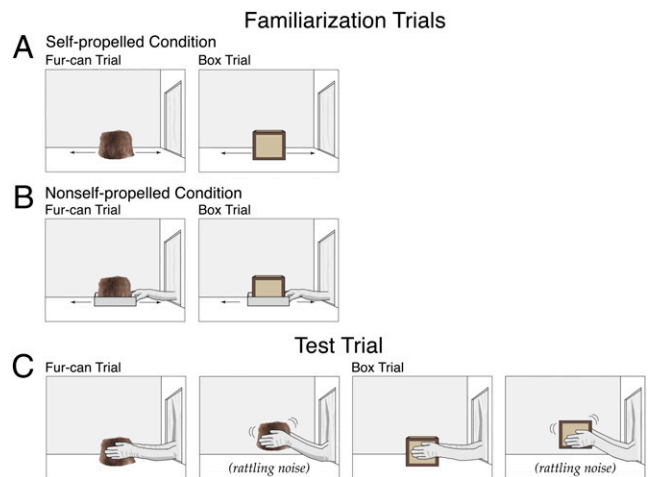 Familiarization Trials
A Self-propelled Condition
Fur-can Trial Box Trial
B Nonself-propelled Condition
Fur-can Trial Box Trial
Test Trial
C Fur-can Trial Box Trial
(rattling noise) (rattling noise)